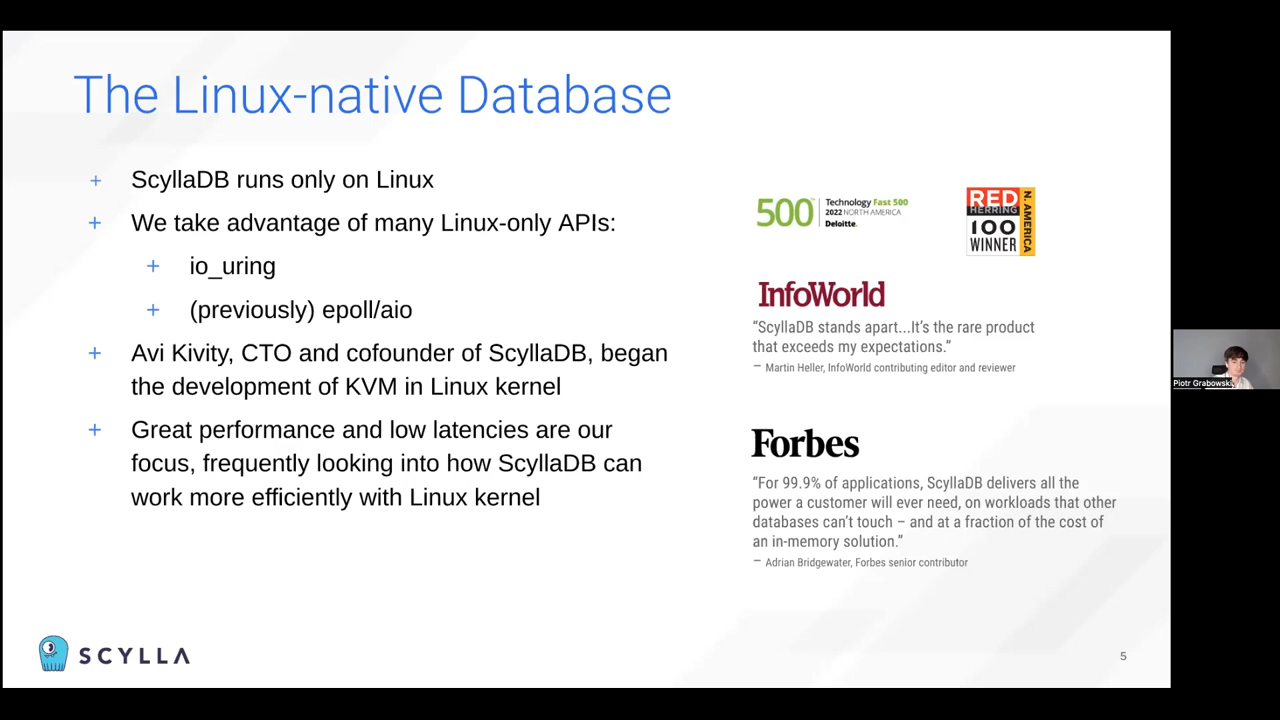 The Linux-native Database
+ ScyllaDB runs only on Linux
+ We take advantage of many Linux-only APIs:
+ io_uring
+ (previously) epoll/aio
+ Avi Kivity, CTO and cofounder of ScyllaDB, began
the development of KVM in Linux kernel
+ Great performance and low latencies are our
focus, frequently looking into how ScyllaDB can
work more efficiently with Linux kernel
500 Technology Fast 500
2022 NORTH AMERICA
Deloitte.
RED
HERRING
100
WINNER
N. AMERICA
InfoWorld
“ScyllaDB stands apart...It’s the rare product
that exceeds my expectations.”
– Martin Heller, InfoWorld contributing editor and reviewer
Forbes
“For 99.9% of applications, ScyllaDB delivers all the
power a customer will ever need, on workloads that other
databases can’t touch – and at a fraction of the cost of
an in-memory solution.”
– Adrian Bridgewater, Forbes senior contributor
Piotr Grabowski
SCYLLA
5